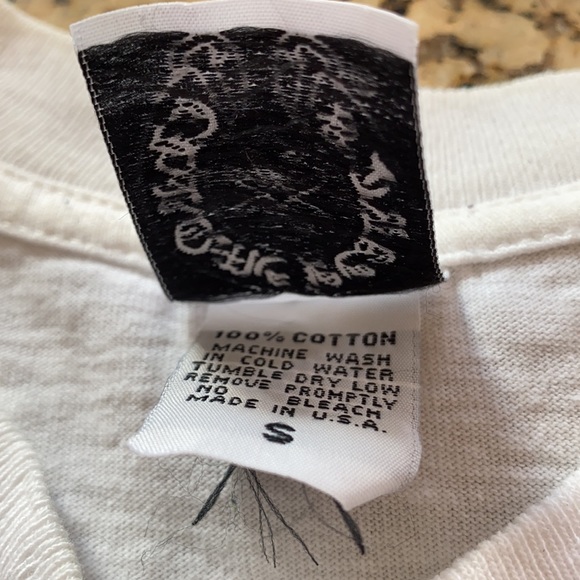 100% COTTON
MACHINE WASH
IN COLD WATER
TUMBLE DRY LOW
REMOVE PROMPTLY
NO BLEACH
MADE IN U.S.A.
S